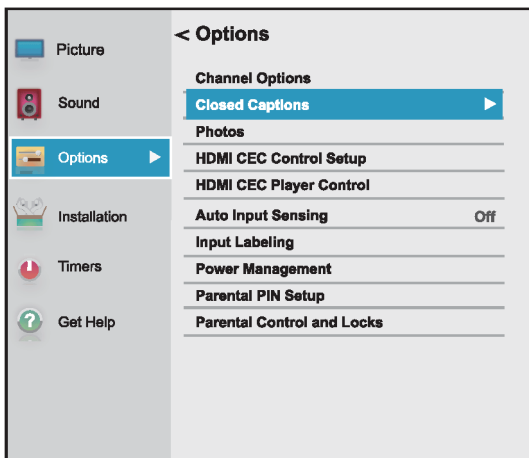 Picture
Sound
Options
Installation
Timers
Get Help
< Options
Channel Options
Closed Captions
Photos
HDMI CEC Control Setup
HDMI CEC Player Control
Auto Input Sensing Off
Input Labeling
Power Management
Parental PIN Setup
Parental Control and Locks